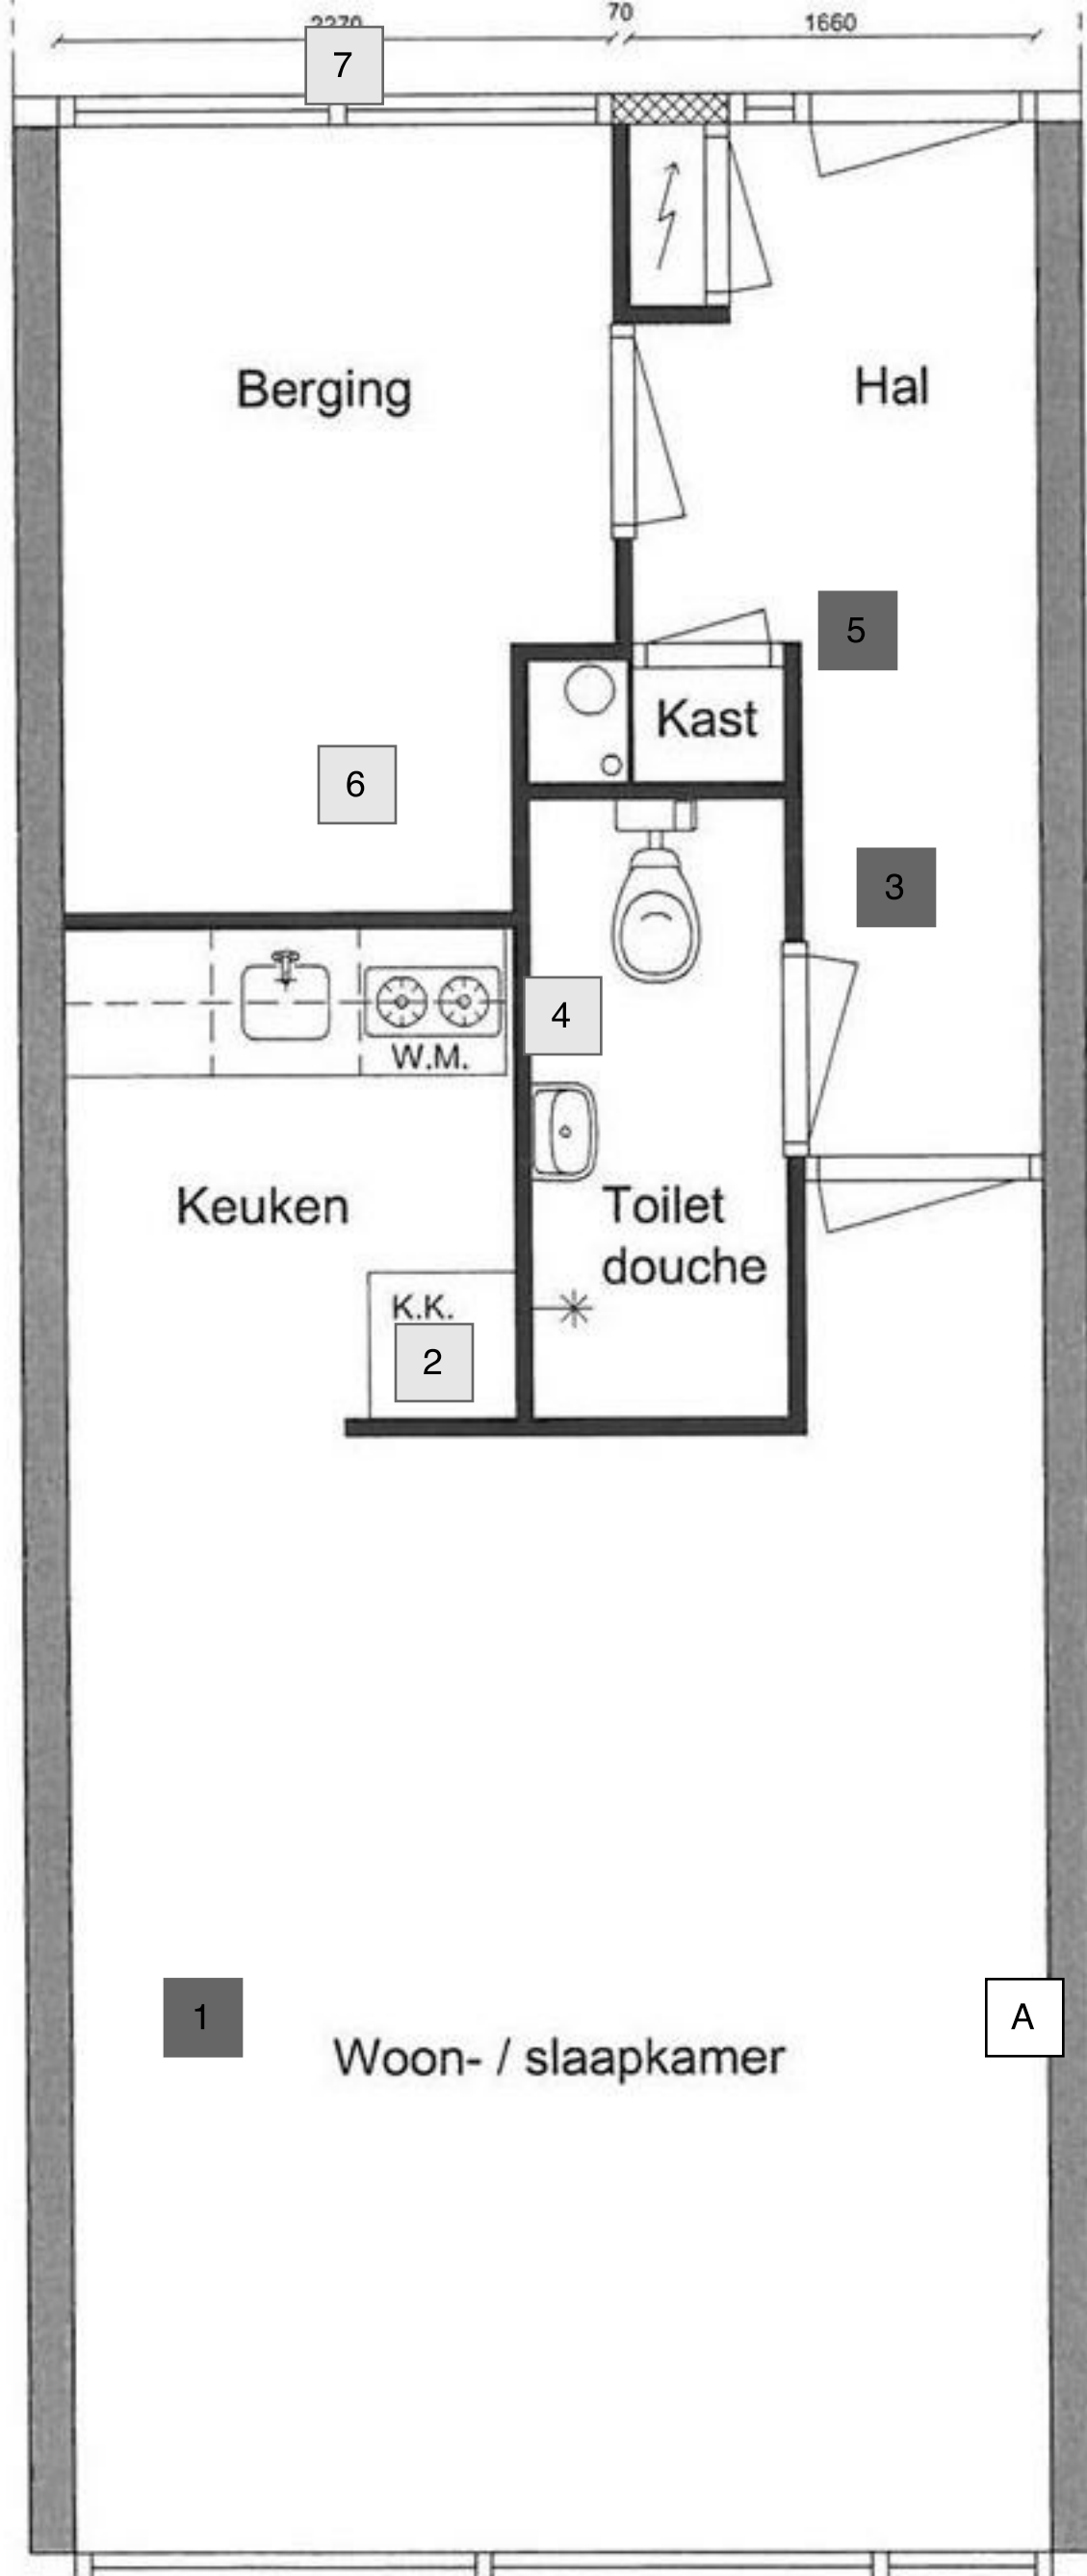 70
1660
7
Berging
Hal
5
Kast
6
3
4
W.M.
Keuken
Toilet
douche
K.K.
2
1
A
Woon- / slaapkamer